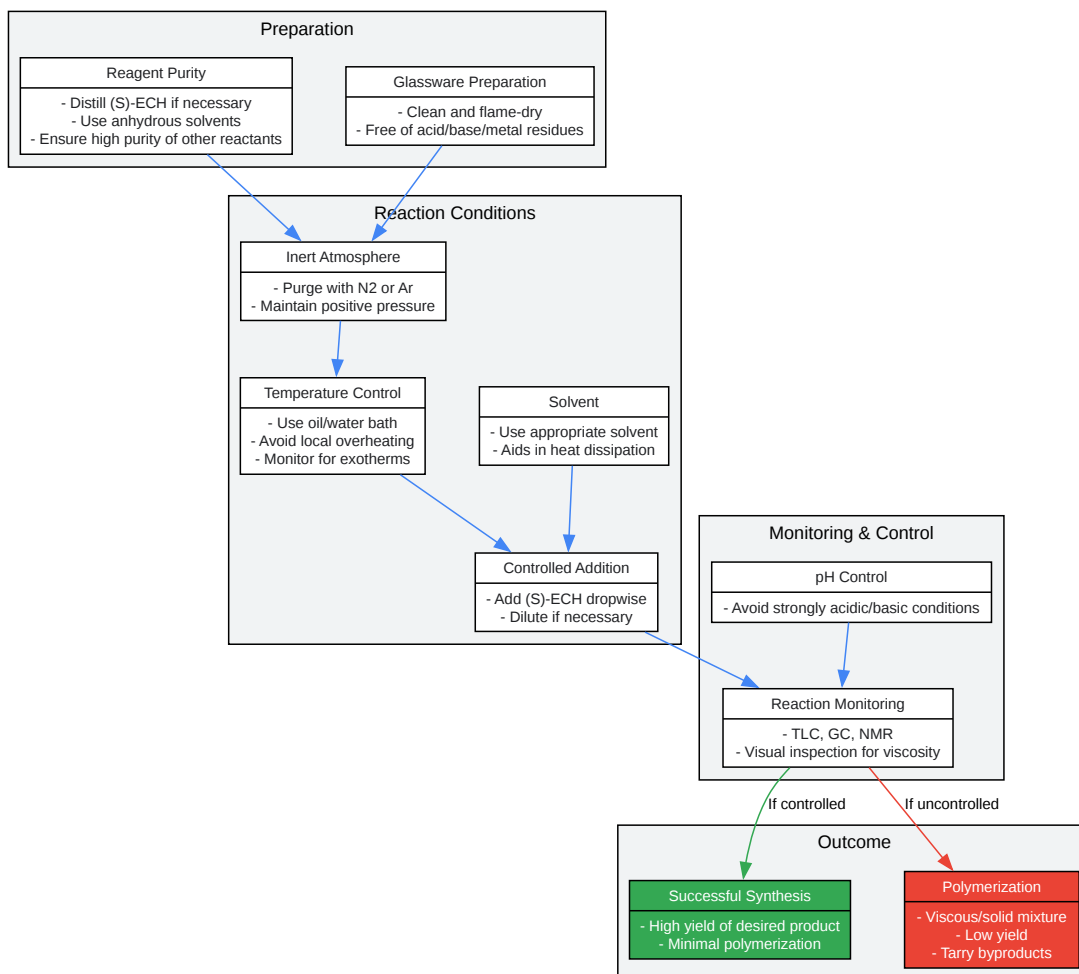 Preparation
Reagent Purity
- Distill (S)-ECH if necessary
- Use anhydrous solvents
- Ensure high purity of other reactants
Glassware Preparation
- Clean and flame-dry
- Free of acid/base/metal residues
Reaction Conditions
Inert Atmosphere
- Purge with N2 or Ar
- Maintain positive pressure
Temperature Control
- Use oil/water bath
- Avoid local overheating
- Monitor for exotherms
Solvent
- Use appropriate solvent
- Aids in heat dissipation
Controlled Addition
- Add (S)-ECH dropwise
- Dilute if necessary
Monitoring & Control
pH Control
- Avoid strongly acidic/basic conditions
Reaction Monitoring
- TLC, GC, NMR
- Visual inspection for viscosity
If controlled
If uncontrolled
Outcome
Successful Synthesis
- High yield of desired product
- Minimal polymerization
Polymerization
- Viscous/solid mixture
- Low yield
- Tarry byproducts